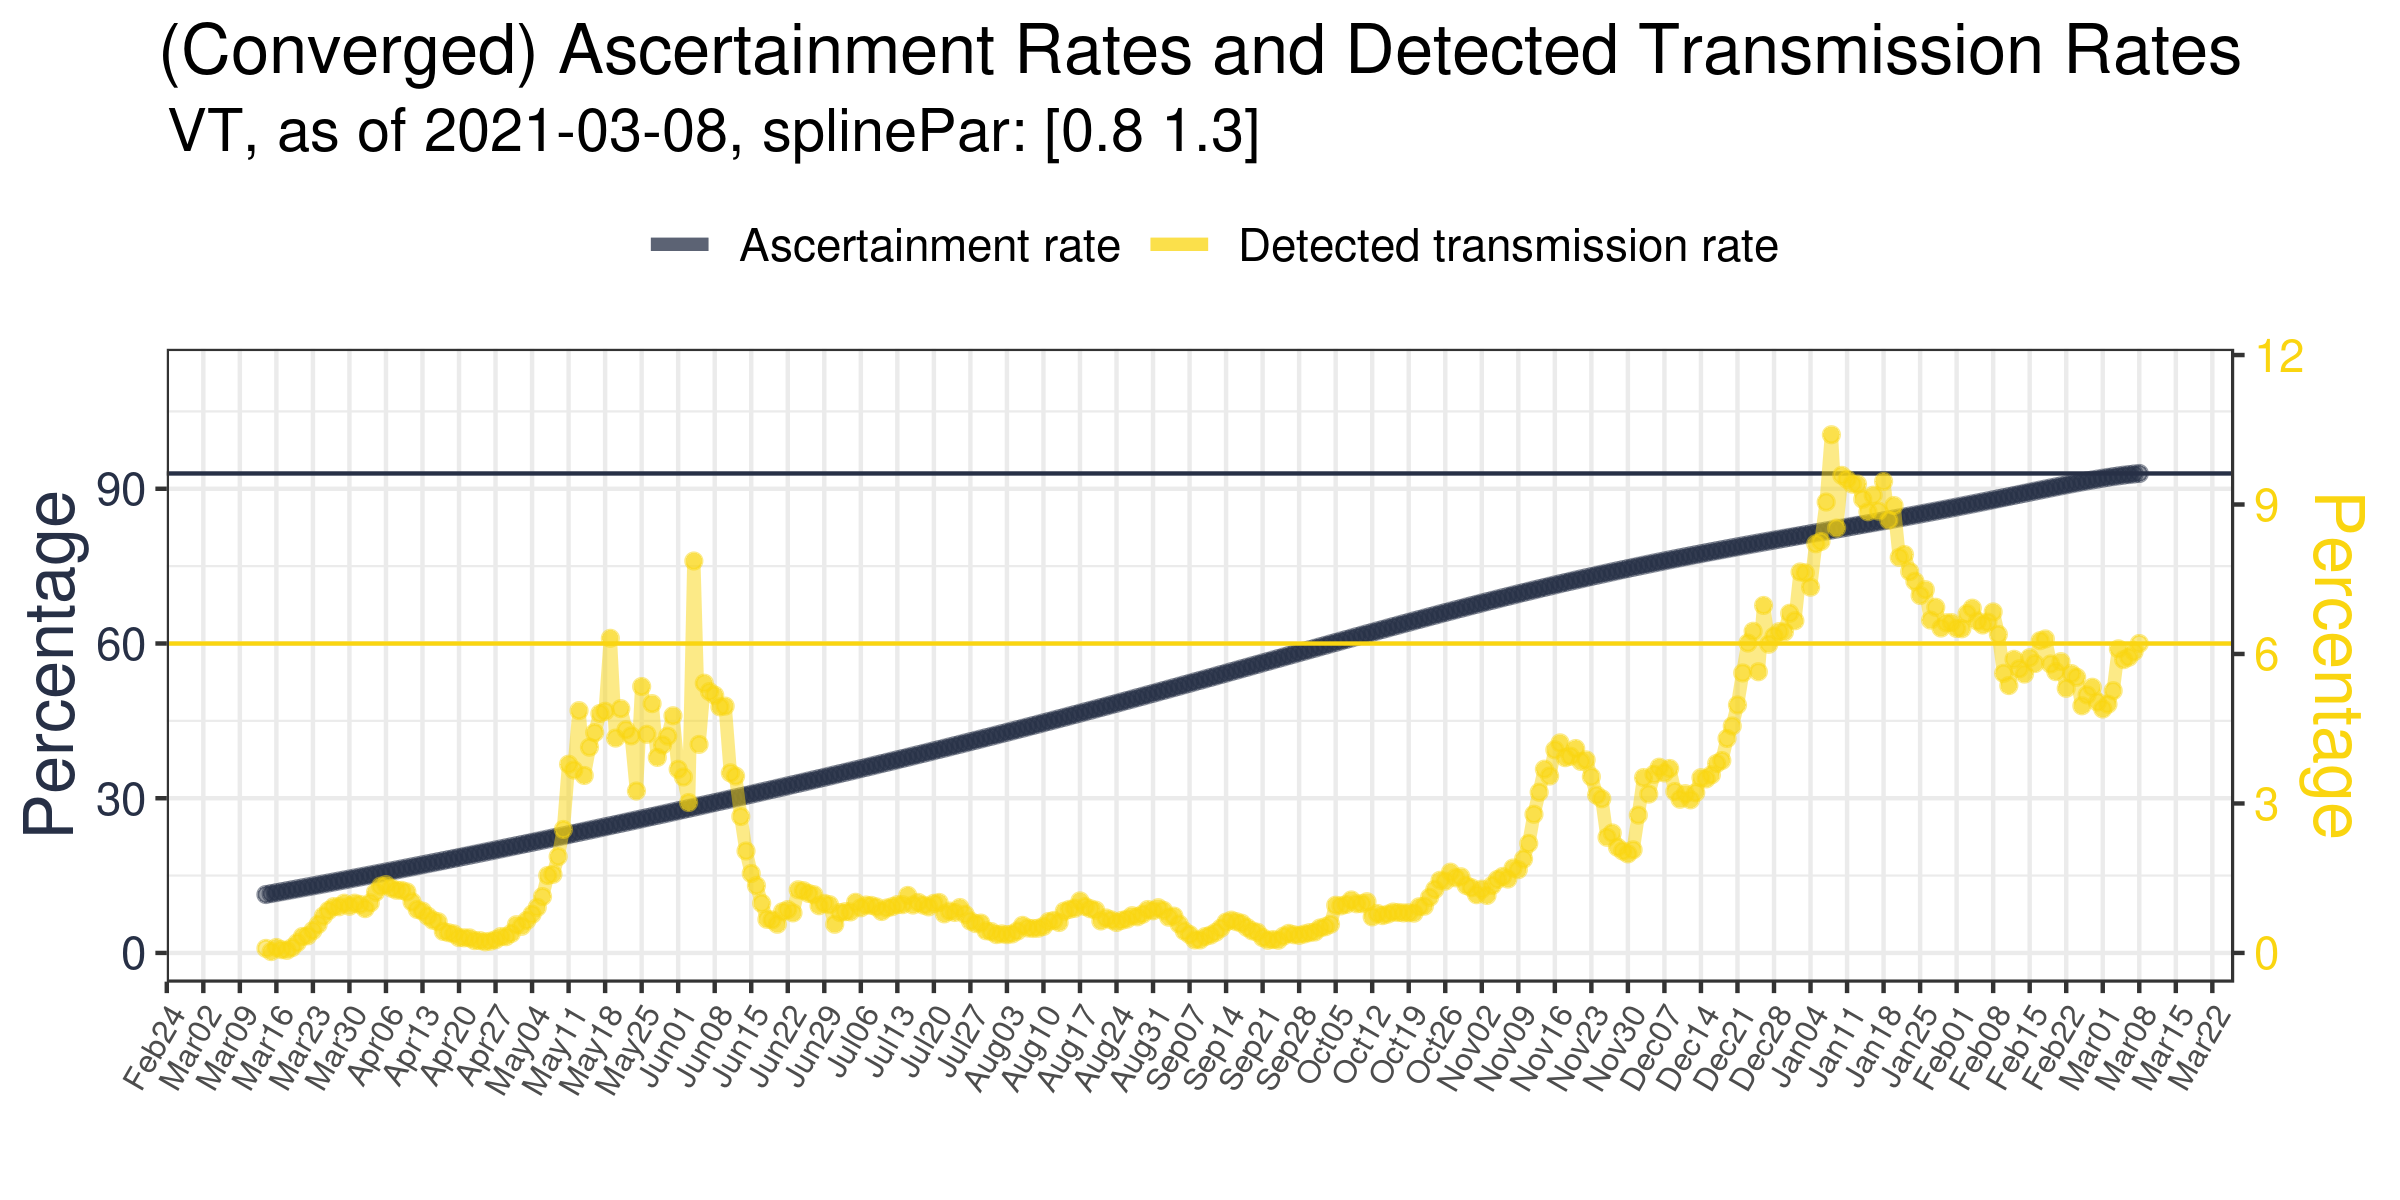 (Converged) Ascertainment Rates and Detected Transmission Rates
VT, as of 2021-03-08, splinePar: [0.8 1.3]
Ascertainment rate
Detected transmission rate
Percentage
90
60
30
0
12
9
6
3
0
Percentage
Feb24
Mar02
Mar09
Mar16
Mar23
Mar30
Apr06
Apr13
Apr20
Apr27
May04
May11
May18
May25
Jun01
Jun08
Jun15
Jun22
Jun29
Jul06
Jul13
Jul20
Jul27
Aug03
Aug10
Aug17
Aug24
Aug31
Sep07
Sep14
Sep21
Sep28
Oct05
Oct12
Oct19
Oct26
Nov02
Nov09
Nov16
Nov23
Nov30
Dec07
Dec14
Dec21
Dec28
Jan04
Jan11
Jan18
Jan25
Feb01
Feb08
Feb15
Feb22
Mar01
Mar08
Mar15
Mar22